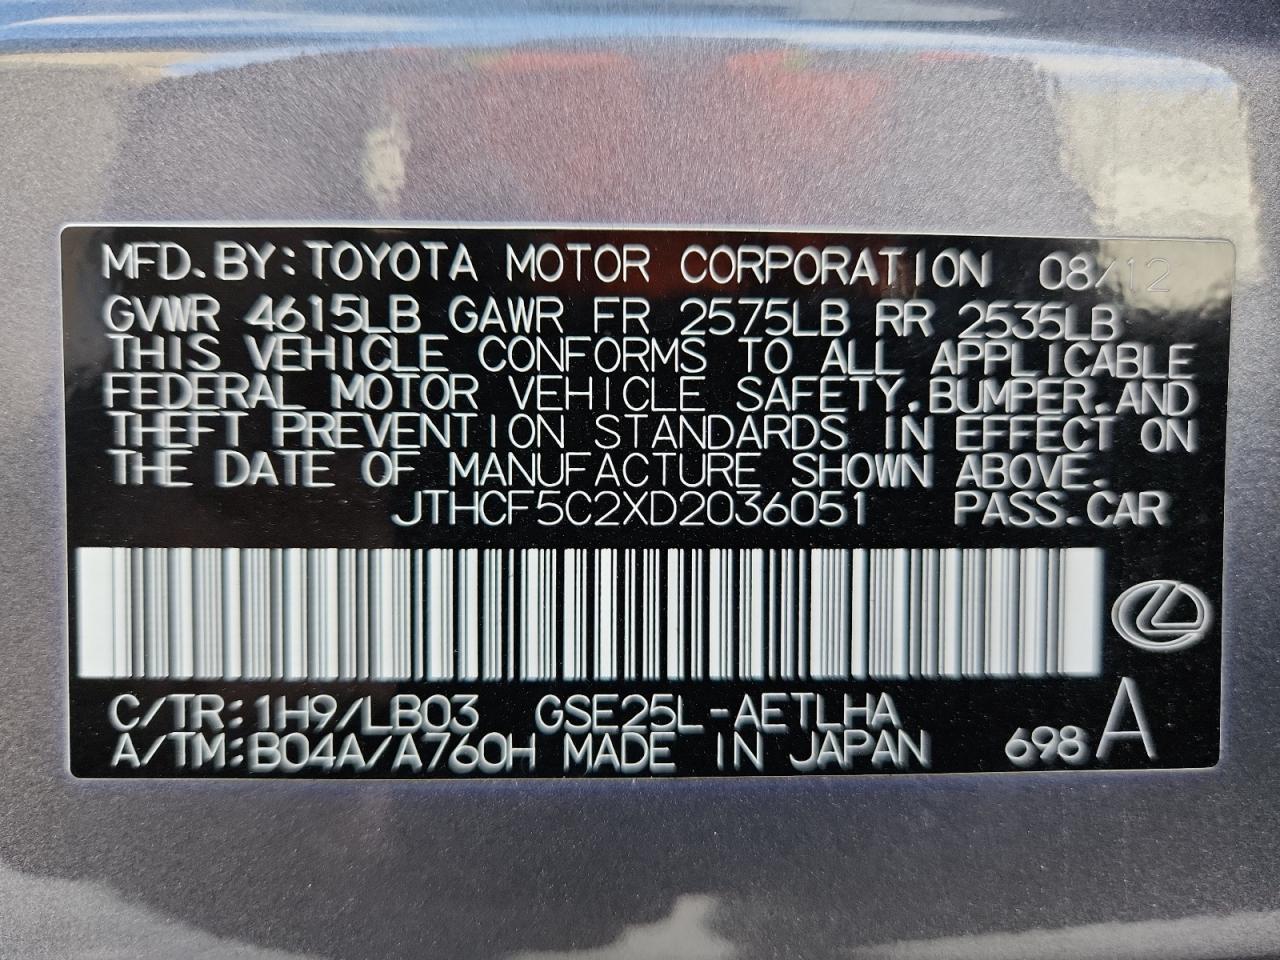 MFD. BY: TOYOTA MOTOR CORPORATION 08/12
GVWR 4615LB GAWR FR 2575LB RR 2535LB
THIS VEHICLE CONFORMS TO ALL APPLICABLE
FEDERAL MOTOR VEHICLE SAFETY, BUMPER, AND
THEFT PREVENTION STANDARDS IN EFFECT ON
THE DATE OF MANUFACTURE SHOWN ABOVE.
JTHCF5C2XD2036051 PASS. CAR
C/TR: 1H9/LB03 GSE25L-AETLHA
A/TM: B04A/A760H MADE IN JAPAN 698 A